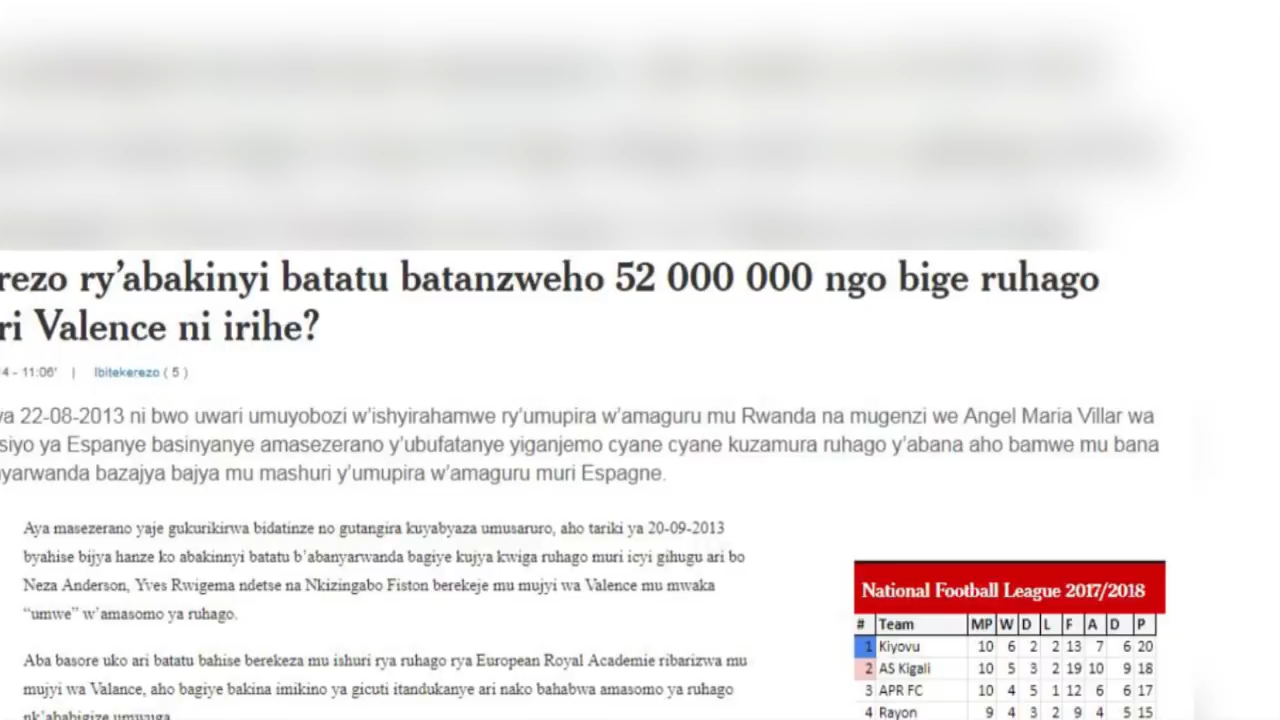 rezo ry’abakinyi batatu batanzweho 52 000 000 ngo bige ruhago
ri Valence ni irihe?
4 - 11:06' | Ibitekerezo ( 5 )
ya 22-08-2013 ni bwo uwari umuyobozi w’ishyirahamwe ry’umupira w’amaguru mu Rwanda na mugenzi we Angel Maria Villar wa
siyo ya Espanye basinyanye amasezerano y’ubufatanye yiganjemo cyane cyane kuzamura ruhago y’abana aho bamwe mu bana
yarwanda bazajya bajya mu mashuri y’umupira w’amaguru muri Espagne.
Aya masezerano yaje gukurikirwa bidatinze no gutangira kuyabyaza umusaruro, aho tariki ya 20-09-2013
byahise bijya hanze ko abakinnyi batatu b’abanyarwanda bagiye kujya kwiga ruhago muri icyi gihugu ari bo
Neza Anderson, Yves Rwigema ndetse na Nkizingabo Fiston berekeje mu mujyi wa Valence mu mwaka
“umwe” w’amasomo ya ruhago.
Aba basore uko ari batatu bahise berekeza mu ishuri rya ruhago rya European Royal Academie ribarizwa mu
mujyi wa Valance, aho bagiye bakina imikino ya gicuti itandukanye ari nako bahabwa amasomo ya ruhago
nk’ababigize umwuga
National Football League 2017/2018
# Team MP W D L F A D P
1 Kiyovu 10 6 2 2 13 7 6 20
2 AS Kigali 10 5 3 2 19 10 9 18
3 APR FC 10 4 5 1 12 6 6 17
4 Rayon 9 4 3 2 9 4 5 15